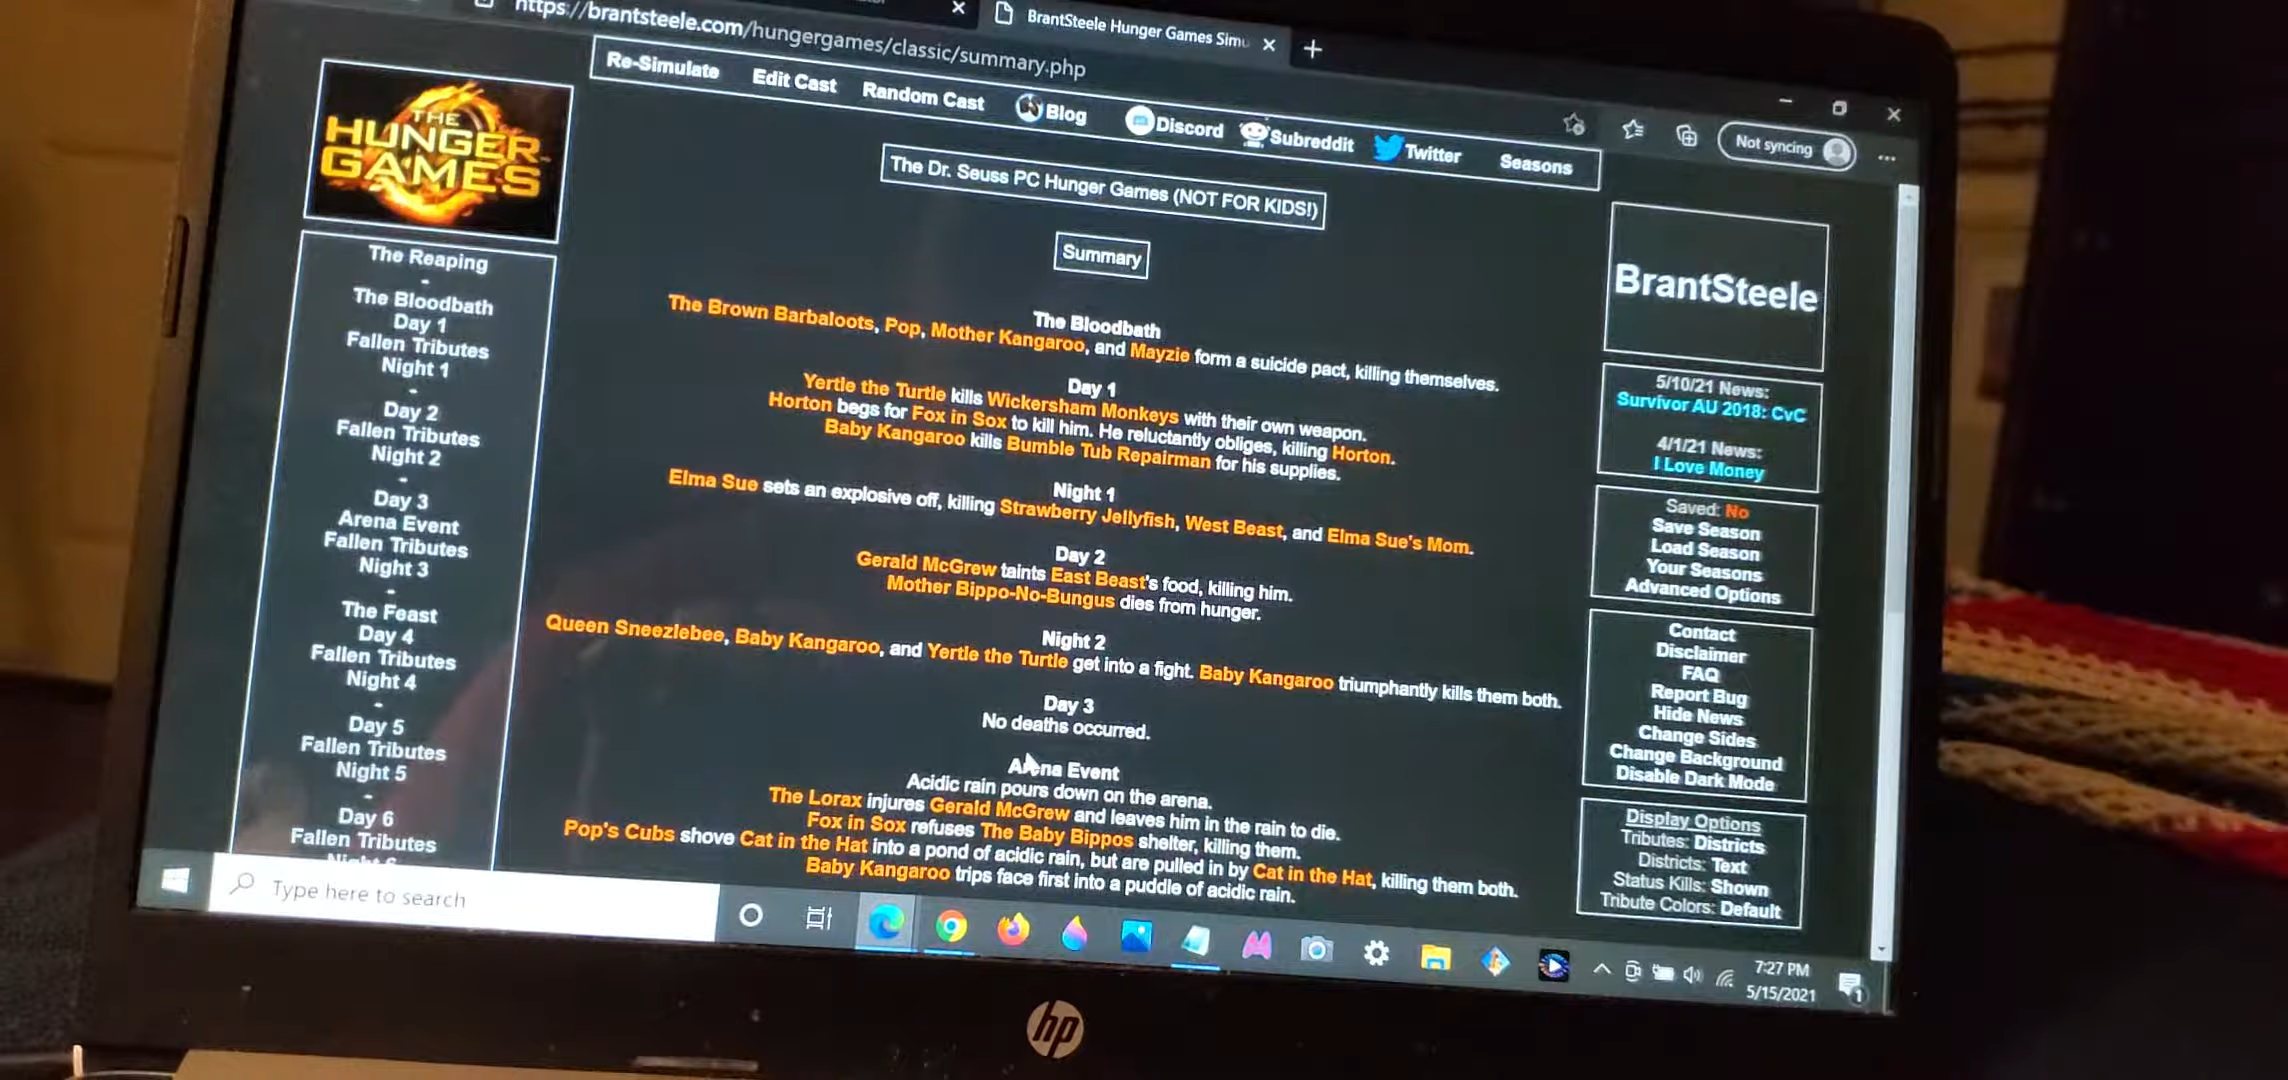 https://brantsteele.com/hungergames/classic/summary.php
BrantSteele Hunger Games Simu
Re-Simulate
Edit Cast
Random Cast
Blog
Discord
Subreddit
Twitter
Seasons
Not syncing
THE
HUNGER
GAMES
The Dr. Seuss PC Hunger Games (NOT FOR KIDS!)
Summary
The Reaping
-
The Bloodbath
Day 1
Fallen Tributes
Night 1
-
Day 2
Fallen Tributes
Night 2
-
Day 3
Arena Event
Fallen Tributes
Night 3
-
The Feast
Day 4
Fallen Tributes
Night 4
-
Day 5
Fallen Tributes
Night 5
-
Day 6
Fallen Tributes
Night 6
The Bloodbath
The Brown Barbaloots, Pop, Mother Kangaroo, and Mayzie form a suicide pact, killing themselves.
Day 1
Yertle the Turtle kills Wickersham Monkeys with their own weapon.
Horton begs for Fox in Sox to kill him. He reluctantly obliges, killing Horton.
Baby Kangaroo kills Bumble Tub Repairman for his supplies.
Night 1
Elma Sue sets an explosive off, killing Strawberry Jellyfish, West Beast, and Elma Sue's Mom.
Day 2
Gerald McGrew taints East Beast's food, killing him.
Mother Bippo-No-Bungus dies from hunger.
Night 2
Queen Sneezlebee, Baby Kangaroo, and Yertle the Turtle get into a fight. Baby Kangaroo triumphantly kills them both.
Day 3
No deaths occurred.
Arena Event
Acidic rain pours down on the arena.
The Lorax injures Gerald McGrew and leaves him in the rain to die.
Fox in Sox refuses The Baby Bippos shelter, killing them.
Pop's Cubs shove Cat in the Hat into a pond of acidic rain, but are pulled in by Cat in the Hat, killing them both.
Baby Kangaroo trips face first into a puddle of acidic rain.
BrantSteele
5/10/21 News:
Survivor AU 2018: CvC
4/1/21 News:
I Love Money
Saved: No
Save Season
Load Season
Your Seasons
Advanced Options
Contact
Disclaimer
FAQ
Report Bug
Hide News
Change Sides
Change Background
Disable Dark Mode
Display Options
Tributes: Districts
Districts: Text
Status Kills: Shown
Tribute Colors: Default
Type here to search
7:27 PM
5/15/2021
1
hp